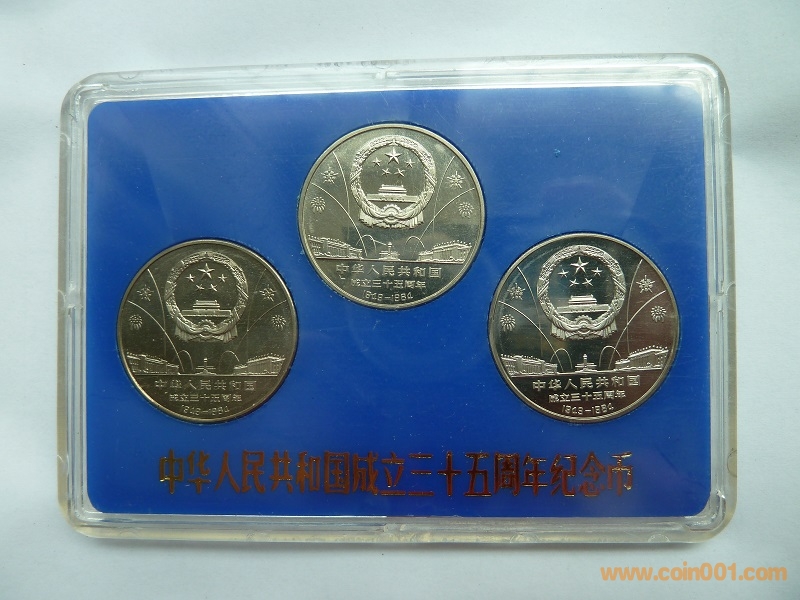 中华人民共和国
成立三十五周年
1949-1984
中华人民共和国
成立三十五周年
1949-1984
中华人民共和国
成立三十五周年
1949-1984
中华人民共和国成立三十五周年纪念币
www.coin001.com